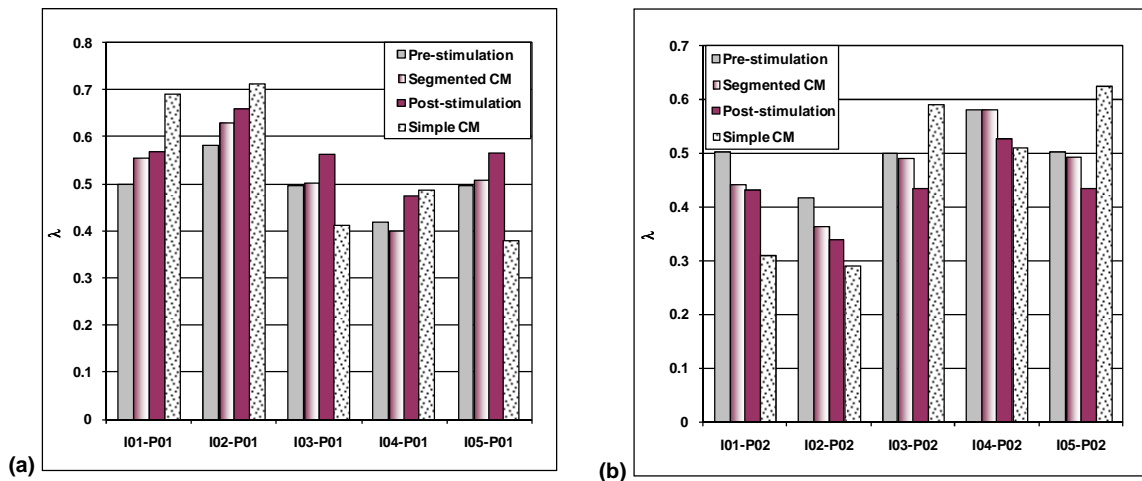 0.8
0.7
0.6
0.5
0.4
0.3
0.2
0.1
0
λ
Pre-stimulation
Segmented CM
Post-stimulation
Simple CM
I01-P01 I02-P01 I03-P01 I04-P01 I05-P01
(a)
0.7
0.6
0.5
0.4
0.3
0.2
0.1
0
λ
Pre-stimulation
Segmented CM
Post-stimulation
Simple CM
I01-P02 I02-P02 I03-P02 I04-P02 I05-P02
(b)